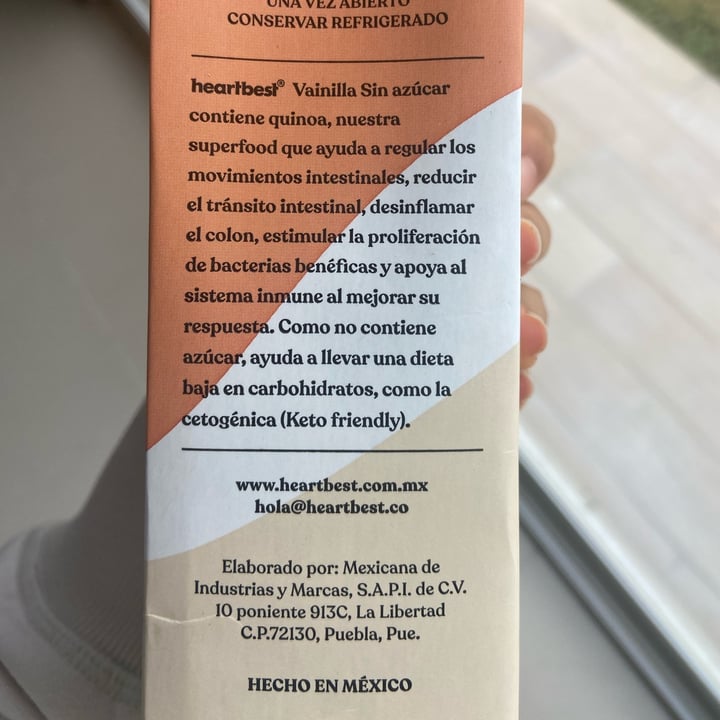 UNA VEZ ABIERTO
CONSERVAR REFRIGERADO
heartbest® Vainilla Sin azúcar
contiene quinoa, nuestra
superfood que ayuda a regular los
movimientos intestinales, reducir
el tránsito intestinal, desinflamar
el colon, estimular la proliferación
de bacterias benéficas y apoya al
sistema inmune al mejorar su
respuesta. Como no contiene
azúcar, ayuda a llevar una dieta
baja en carbohidratos, como la
cetogénica (Keto friendly).
www.heartbest.com.mx
hola@heartbest.co
Elaborado por: Mexicana de
Industrias y Marcas, S.A.P.I. de C.V.
10 poniente 913C, La Libertad
C.P.72130, Puebla, Pue.
HECHO EN MÉXICO